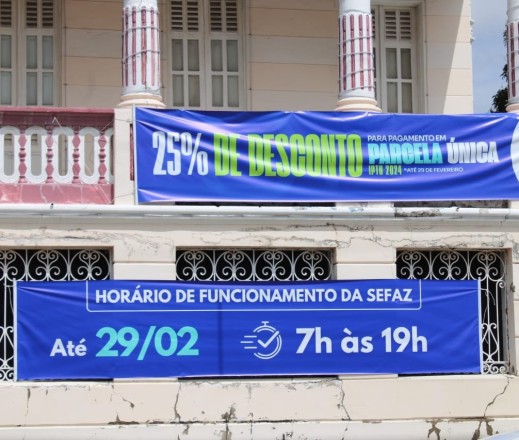 25% DE DESCONTO
PARA PAGAMENTO EM
PARCELA ÚNICA
IPTU 2024 *ATÉ 29 DE FEVEREIRO
HORÁRIO DE FUNCIONAMENTO DA SEFAZ
Até 29/02
7h às 19h